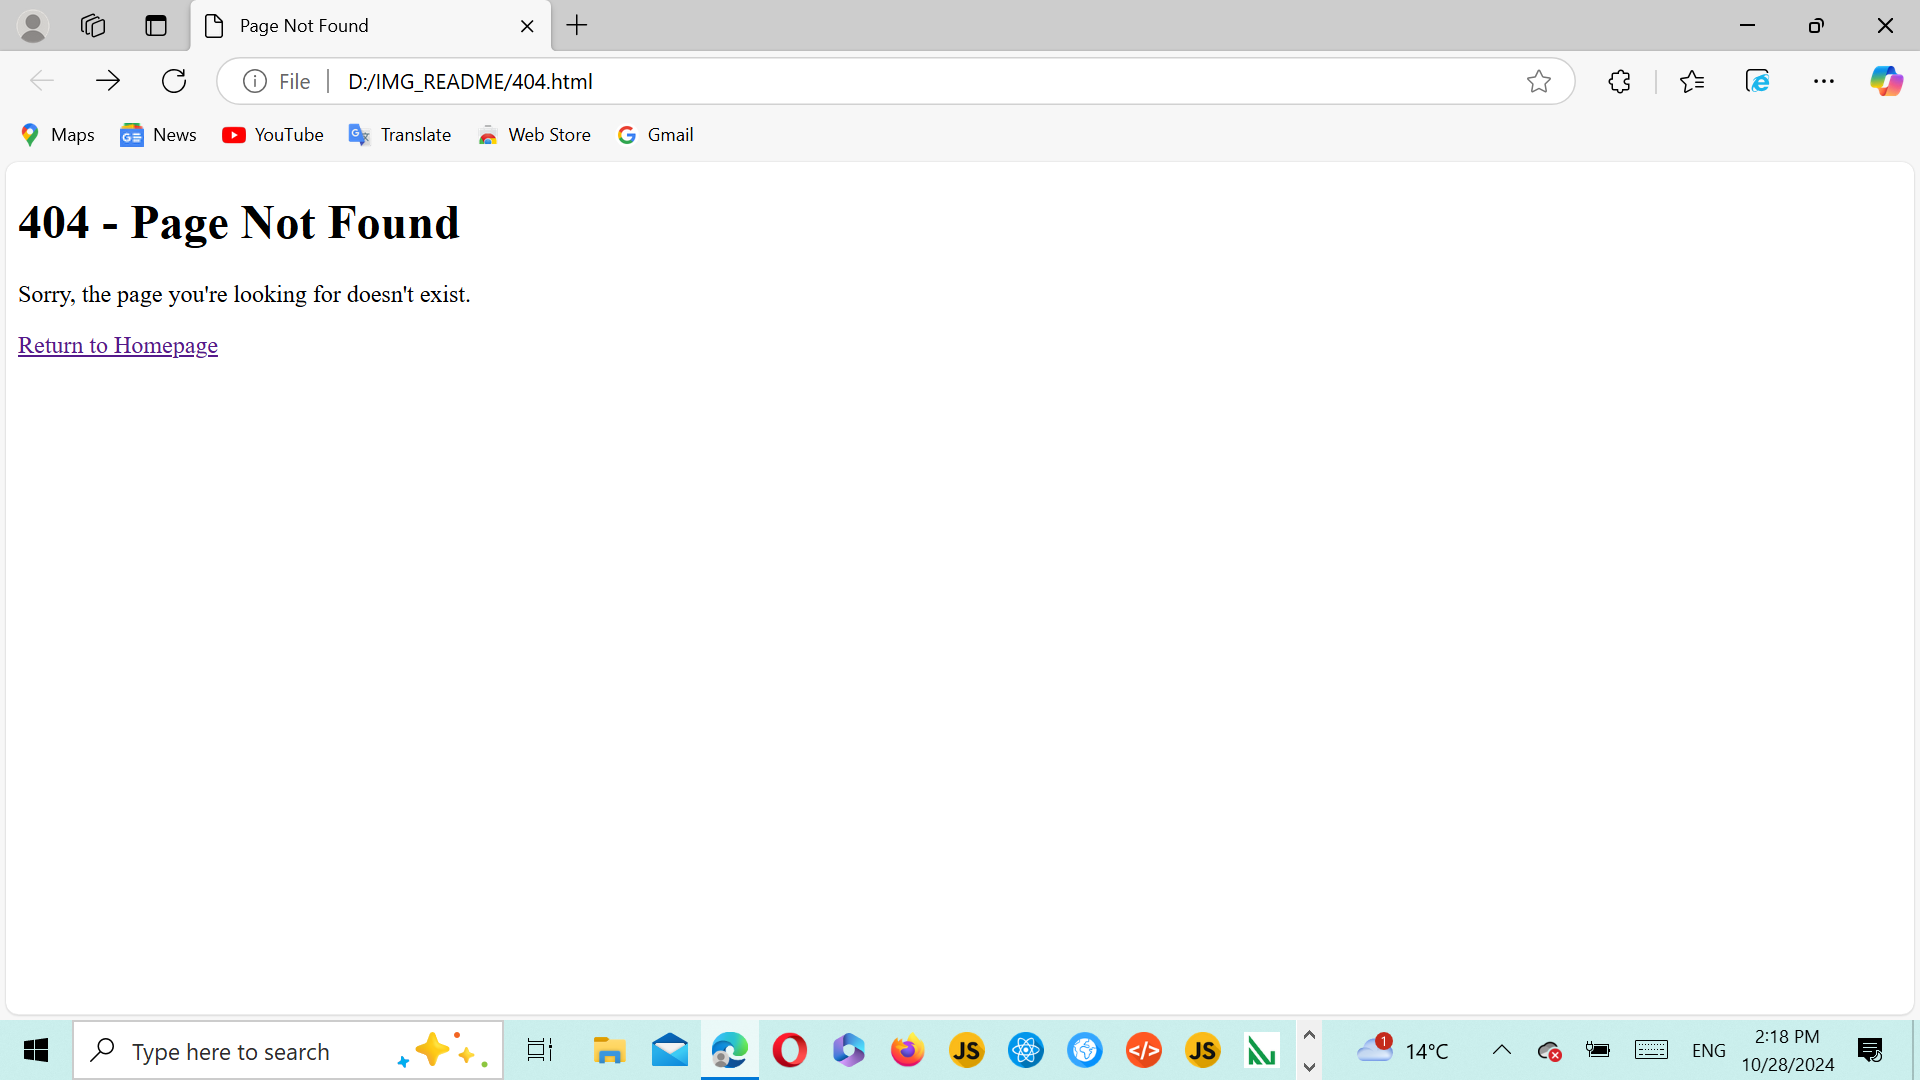 Page Not Found
File D:/IMG_README/404.html
Maps News YouTube Translate Web Store Gmail
404 - Page Not Found
Sorry, the page you're looking for doesn't exist.
Return to Homepage
Type here to search
JS
</>
JS
1
14°C
ENG
2:18 PM
10/28/2024